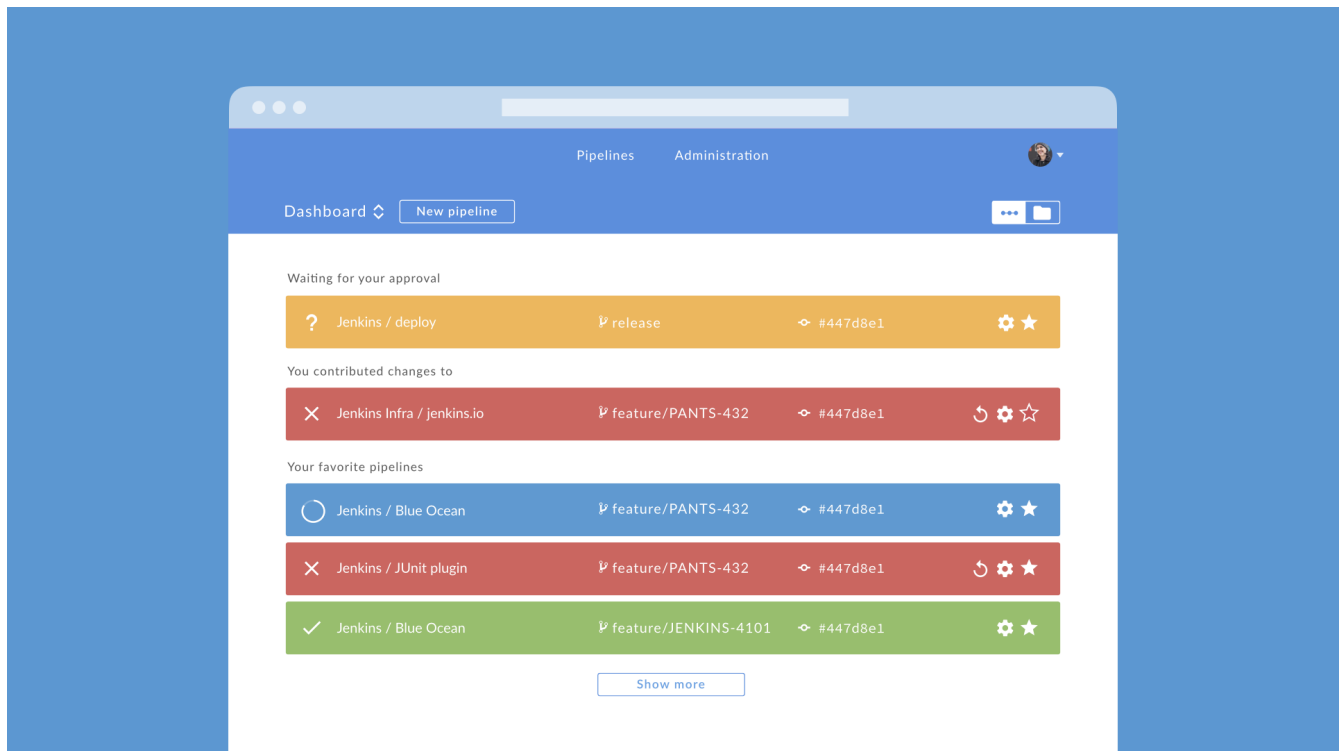 Pipelines Administration
Dashboard New pipeline
Waiting for your approval
? Jenkins / deploy release #447d8e1
You contributed changes to
Jenkins Infra / jenkins.io feature/PANTS-432 #447d8e1
Your favorite pipelines
Jenkins / Blue Ocean feature/PANTS-432 #447d8e1
Jenkins / JUnit plugin feature/PANTS-432 #447d8e1
Jenkins / Blue Ocean feature/JENKINS-4101 #447d8e1
Show more